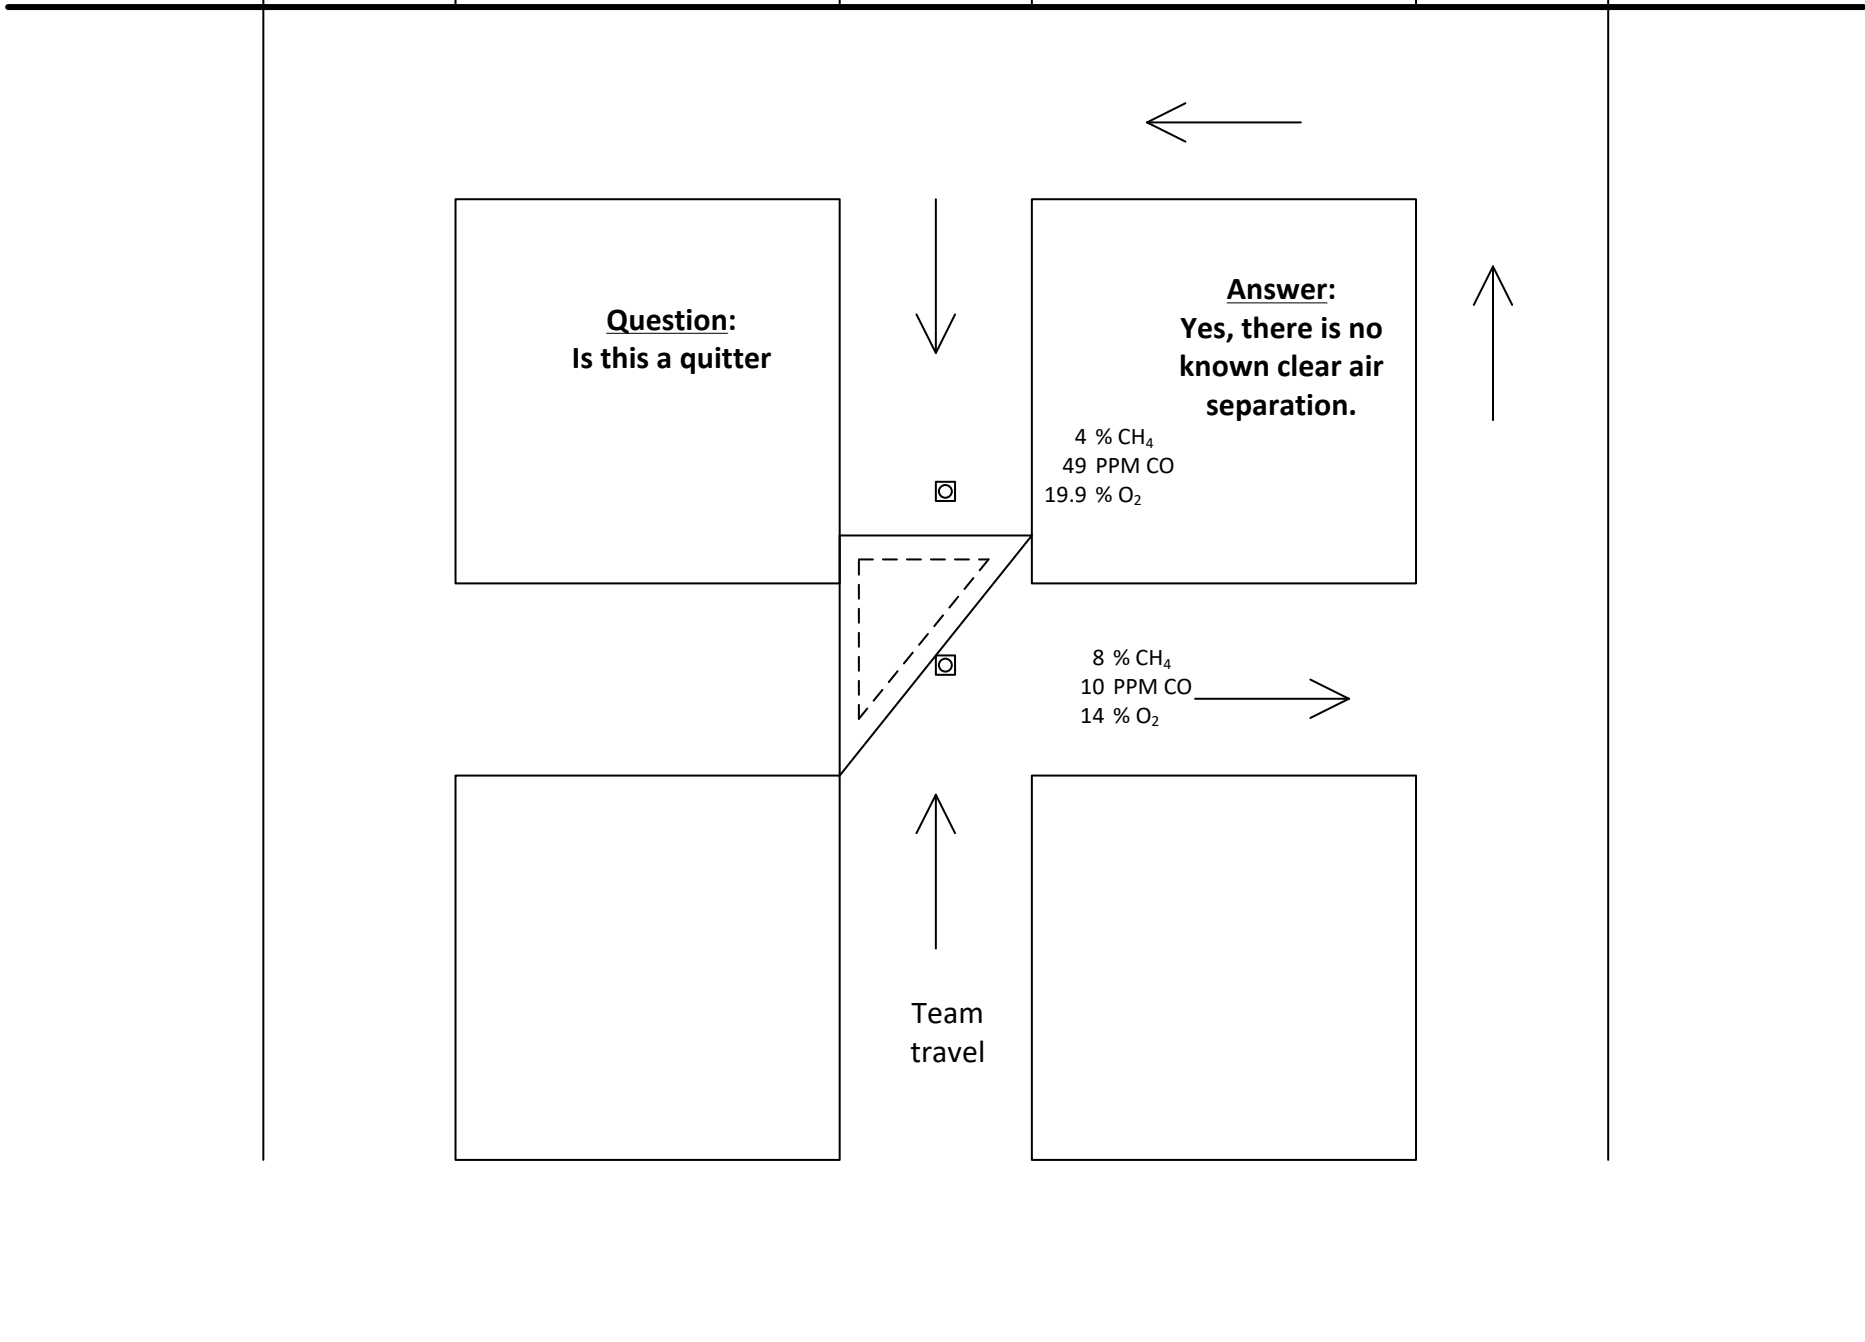 Question:
Is this a quitter
Answer:
Yes, there is no
known clear air
separation.
4 % CH₄
49 PPM CO
19.9 % O₂
8 % CH₄
10 PPM CO
14 % O₂
Team
travel